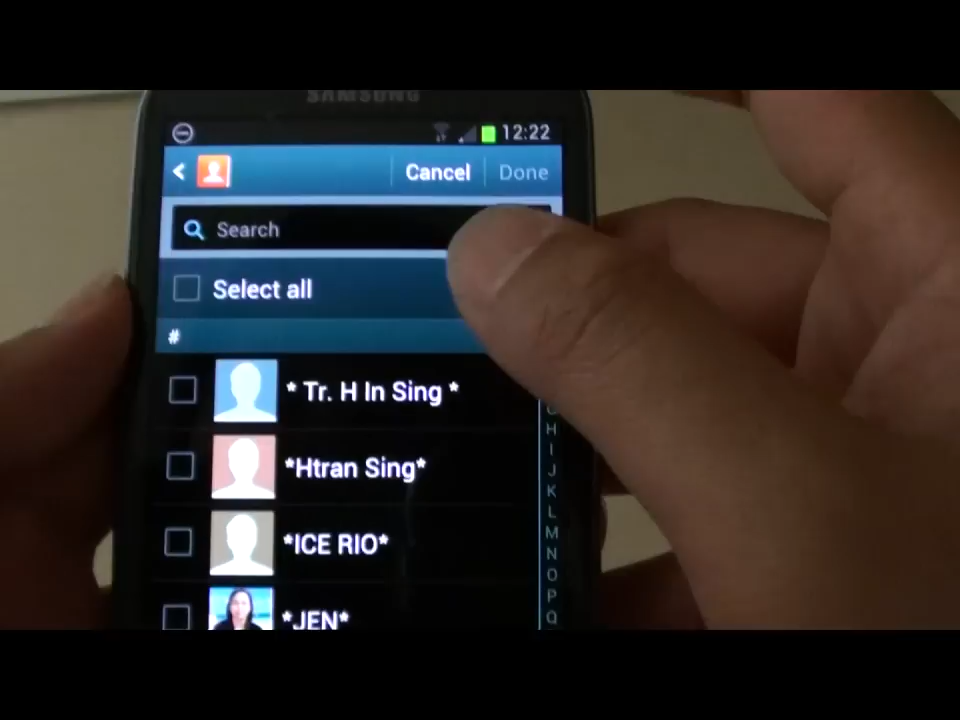 SAMSUNG
12:22
Cancel Done
Search
Select all
#
* Tr. H In Sing *
*Htran Sing*
*ICE RIO*
*JEN*
H
I
J
K
L
M
N
O
P
Q